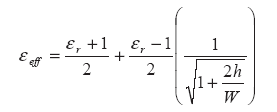 ε_eff = (ε_r + 1)/2 + (ε_r − 1)/2 (1/√(1 + 2h/W))